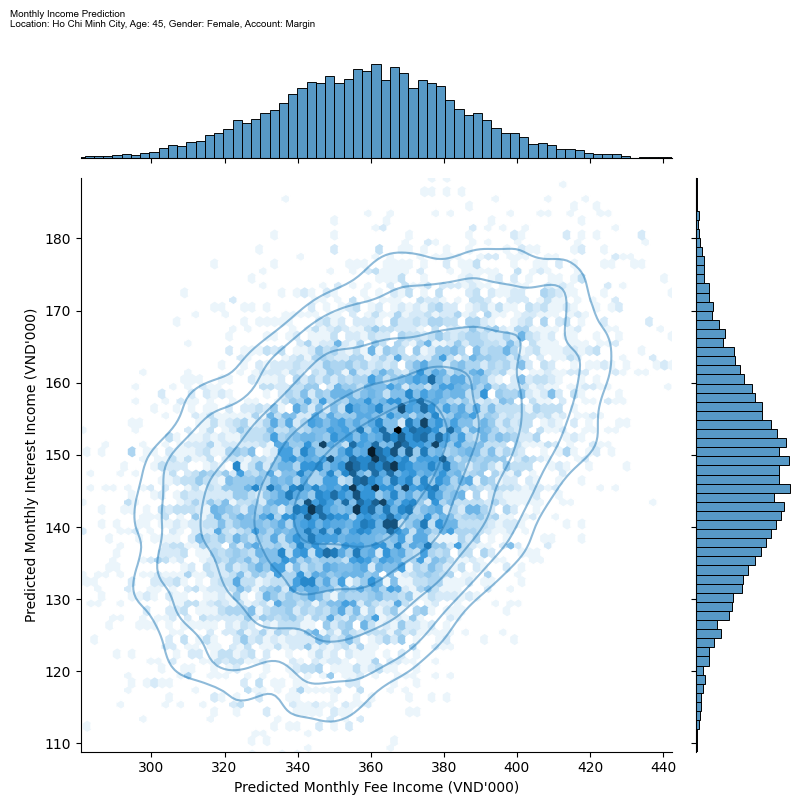 Monthly Income Prediction
Location: Ho Chi Minh City, Age: 45, Gender: Female, Account: Margin
180
170
160
150
140
130
120
110
Predicted Monthly Interest Income (VND'000)
300 320 340 360 380 400 420 440
Predicted Monthly Fee Income (VND'000)